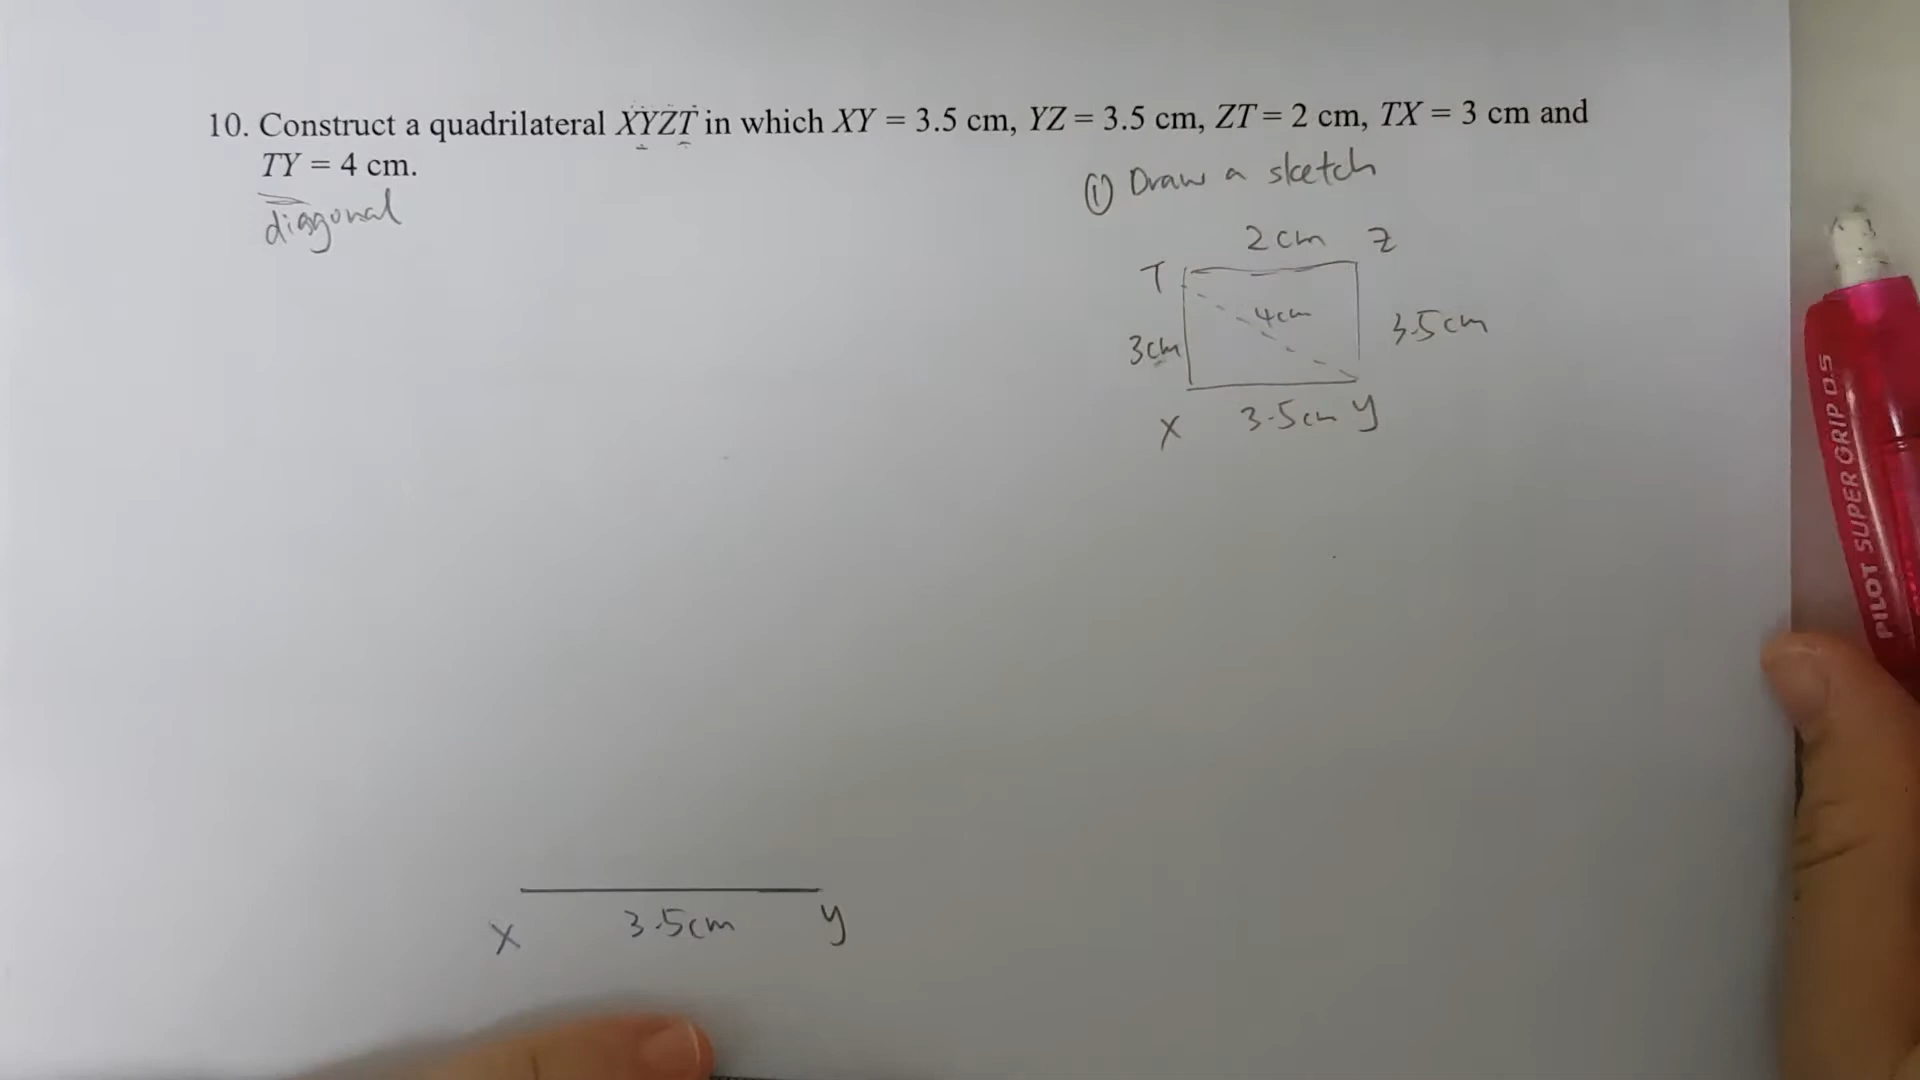 10. Construct a quadrilateral XYZT in which XY = 3.5 cm, YZ = 3.5 cm, ZT = 2 cm, TX = 3 cm and
TY = 4 cm.
diagonal
① Draw a sketch
2cm Z
T
4cm
3cm
3.5cm
X 3.5cm Y
X 3.5cm Y
PILOT SUPER GRIP 0.5